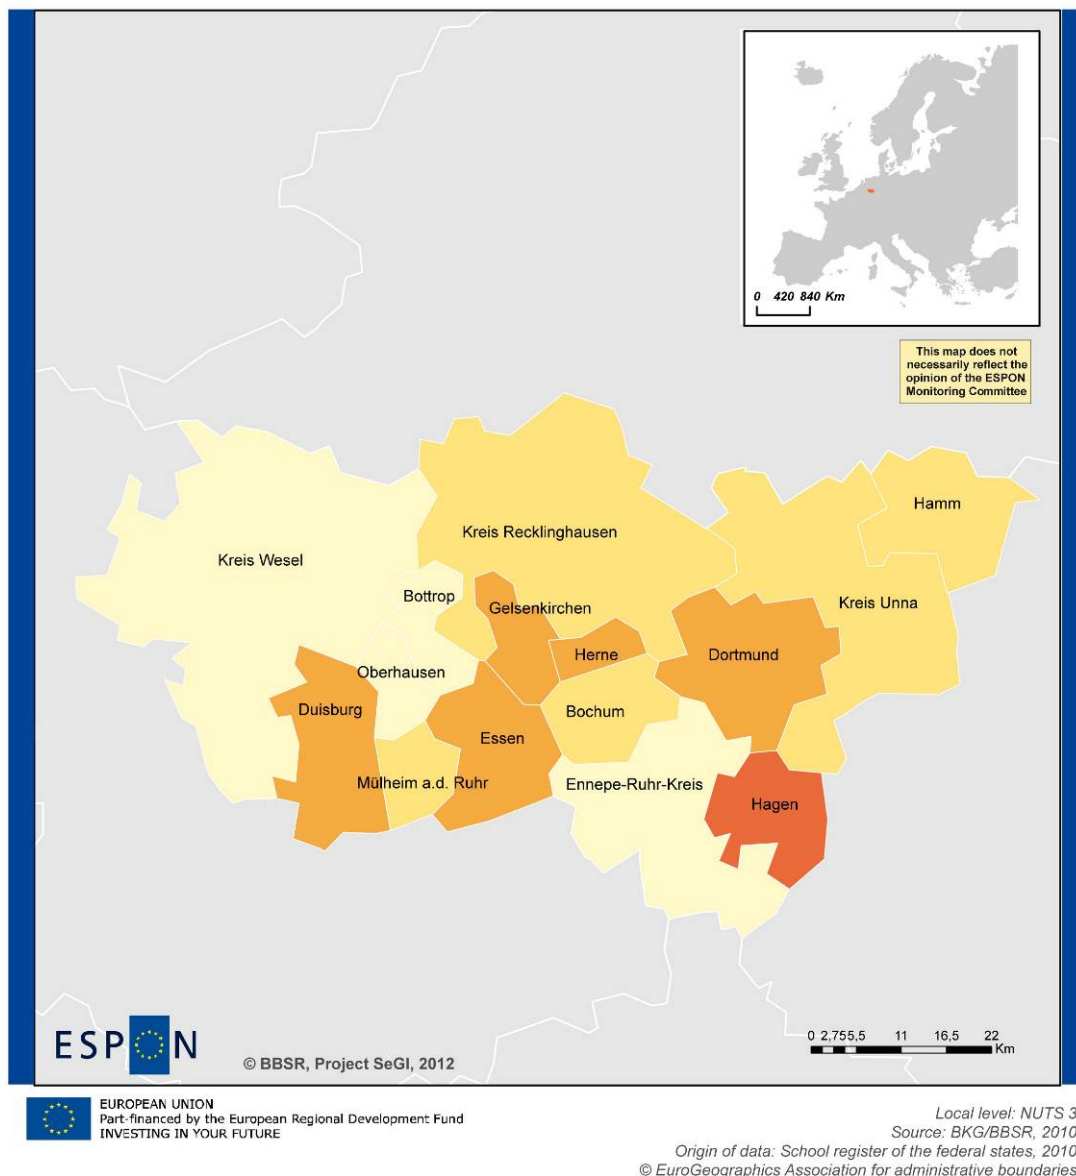 0 420 840 Km
This map does not
necessarily reflect the
opinion of the ESPON
Monitoring Committee
Hamm
Kreis Recklinghausen
Kreis Wesel
Bottrop
Kreis Unna
Gelsenkirchen
Herne
Dortmund
Oberhausen
Duisburg
Bochum
Essen
Mülheim a.d. Ruhr
Ennepe-Ruhr-Kreis
Hagen
ESPON
© BBSR, Project SeGI, 2012
0 2,755,5 11 16,5 22
Km
EUROPEAN UNION
Part-financed by the European Regional Development Fund
INVESTING IN YOUR FUTURE
Local level: NUTS 3
Source: BKG/BBSR, 2010
Origin of data: School register of the federal states, 2010
© EuroGeographics Association for administrative boundaries